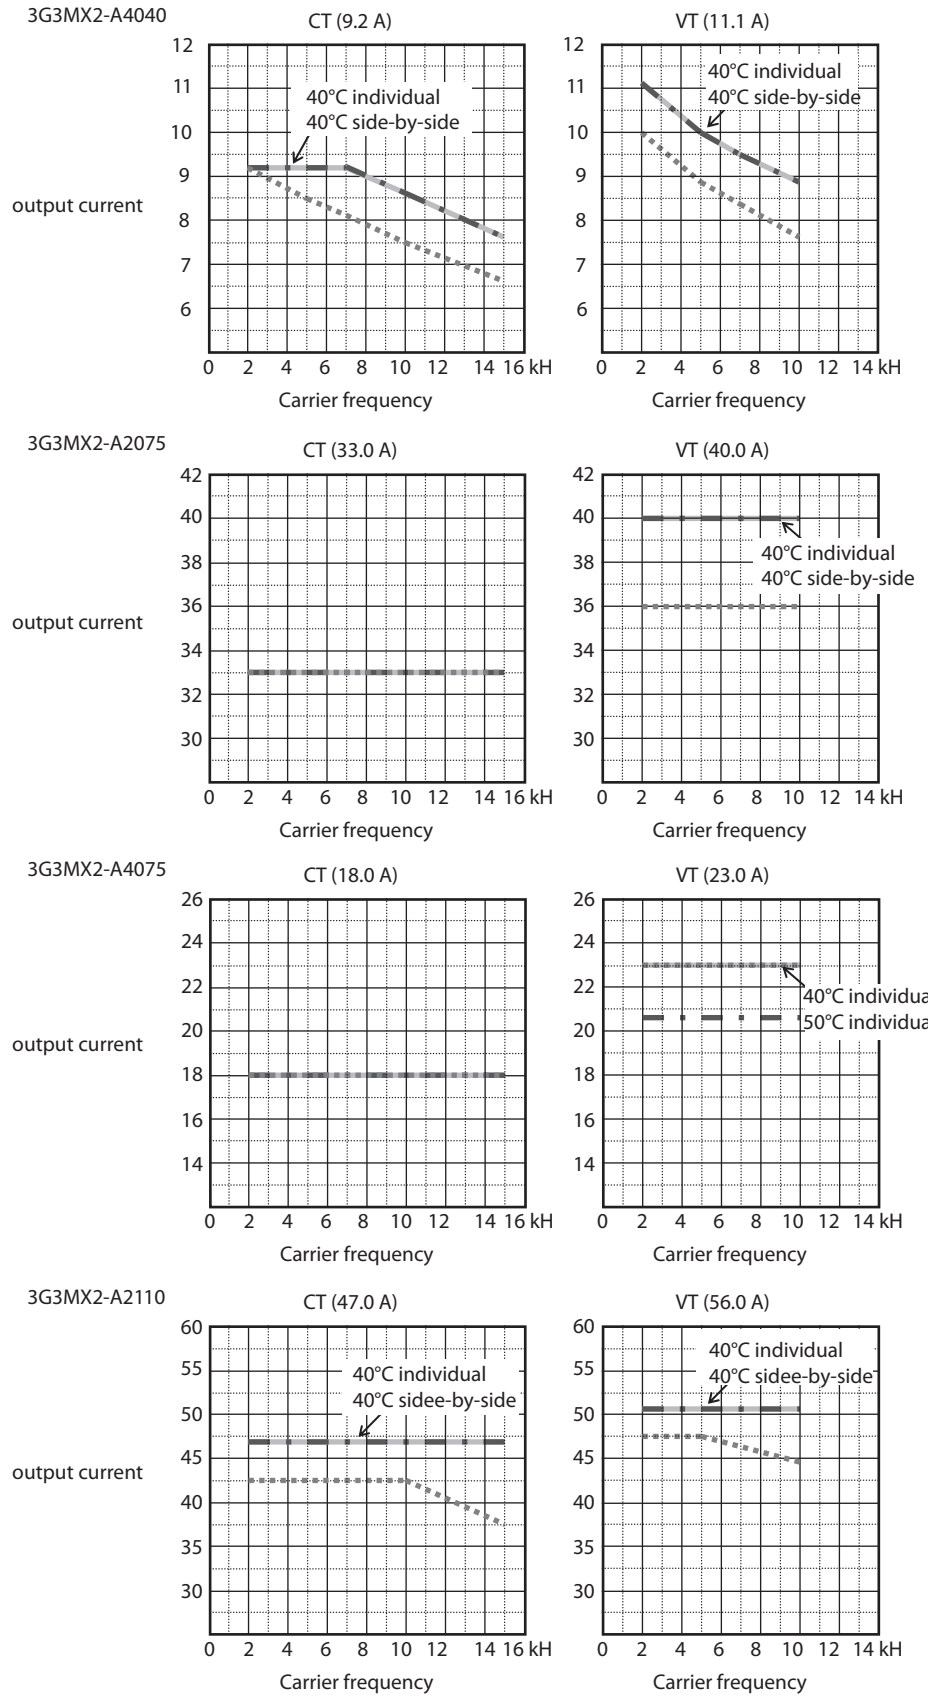 3G3MX2-A4040
CT (9.2 A)
VT (11.1 A)
12
11
10
9
8
7
6
40°C individual
40°C side-by-side
output current
0 2 4 6 8 10 12 14 16 kH
Carrier frequency
12
11
10
9
8
7
6
40°C individual
40°C side-by-side
0 2 4 6 8 10 12 14 kH
Carrier frequency
3G3MX2-A2075
CT (33.0 A)
VT (40.0 A)
42
40
38
36
33
32
30
output current
0 2 4 6 8 10 12 14 16 kH
Carrier frequency
42
40
38
36
34
32
30
40°C individual
40°C side-by-side
0 2 4 6 8 10 12 14 kH
Carrier frequency
3G3MX2-A4075
CT (18.0 A)
VT (23.0 A)
26
24
22
20
18
16
14
output current
0 2 4 6 8 10 12 14 16 kH
Carrier frequency
26
24
22
20
18
16
14
40°C individua
50°C individua
0 2 4 6 8 10 12 14 kH
Carrier frequency
3G3MX2-A2110
CT (47.0 A)
VT (56.0 A)
60
55
50
45
40
35
30
40°C individual
40°C sidee-by-side
output current
0 2 4 6 8 10 12 14 16 kH
Carrier frequency
60
55
50
45
40
35
30
40°C individual
40°C sidee-by-side
0 2 4 6 8 10 12 14 kH
Carrier frequency